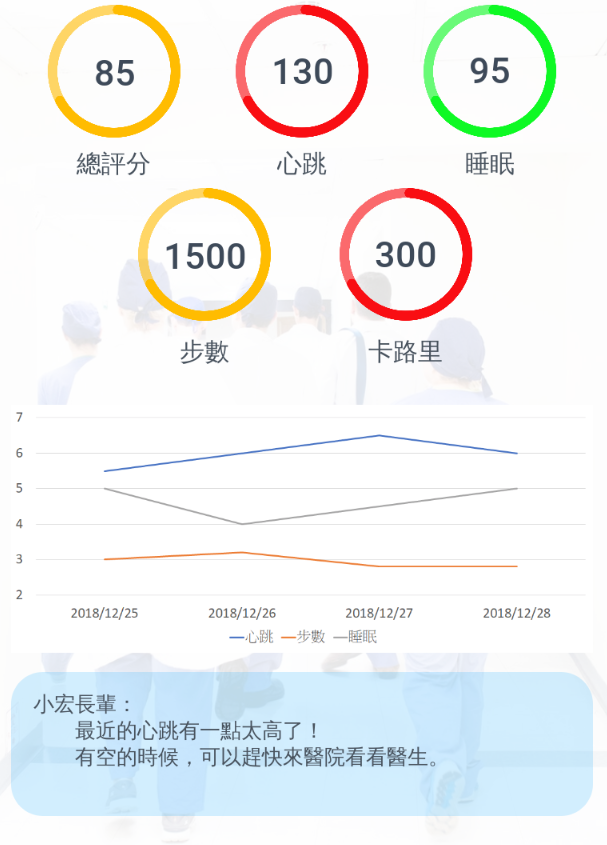 85 130 95
總評分 心跳 睡眠
1500 300
步數 卡路里
7
6
5
4
3
2
2018/12/25 2018/12/26 2018/12/27 2018/12/28
心跳 步數 睡眠
小宏長輩：
最近的心跳有一點太高了！
有空的時候，可以趕快來醫院看看醫生。